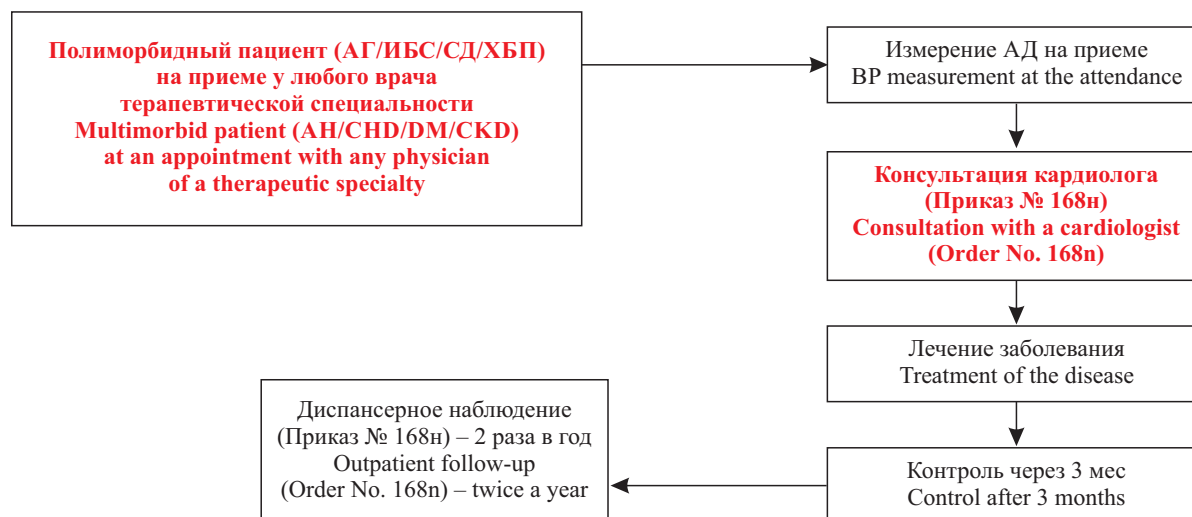 Полиморбидный пациент (АГ/ИБС/СД/ХБП)
на приеме у любого врача
терапевтической специальности
Multimorbid patient (AH/CHD/DM/CKD)
at an appointment with any physician
of a therapeutic specialty
Измерение АД на приеме
BP measurement at the attendance
Консультация кардиолога
(Приказ № 168н)
Consultation with a cardiologist
(Order No. 168n)
Лечение заболевания
Treatment of the disease
Контроль через 3 мес
Control after 3 months
Диспансерное наблюдение
(Приказ № 168н) – 2 раза в год
Outpatient follow-up
(Order No. 168n) – twice a year